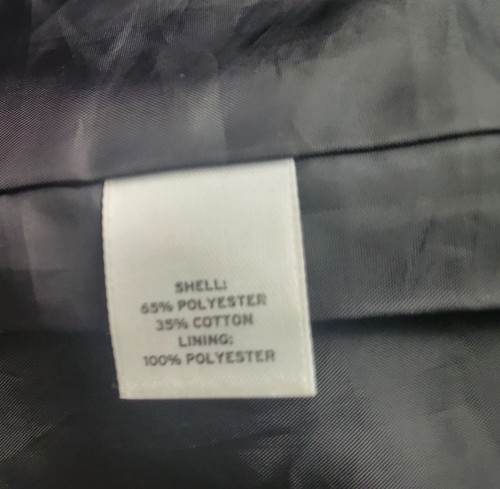 SHELL:
65% POLYESTER
35% COTTON
LINING:
100% POLYESTER